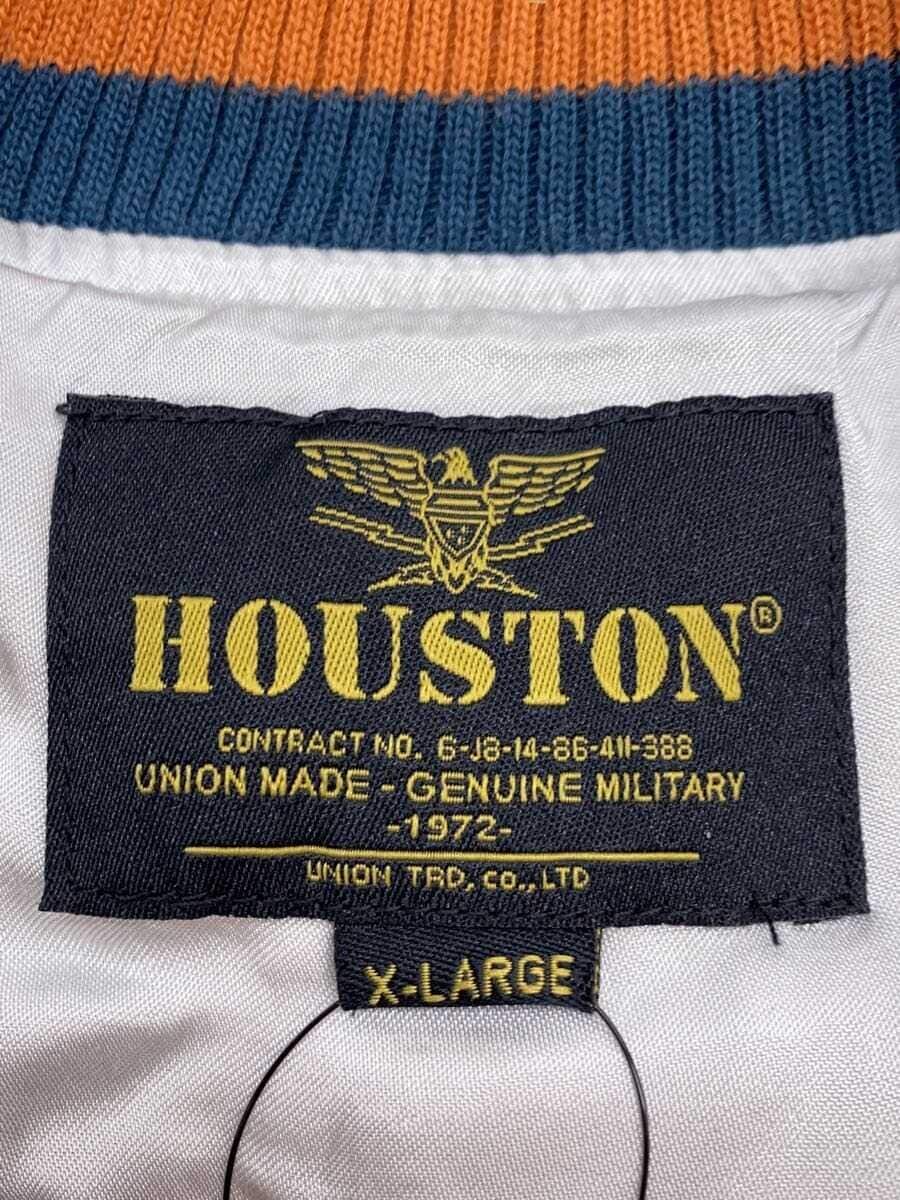 HOUSTON®
CONTRACT NO. 6-J8-14-86-411-388
UNION MADE - GENUINE MILITARY
-1972-
UNION TRD, CO., LTD
X-LARGE